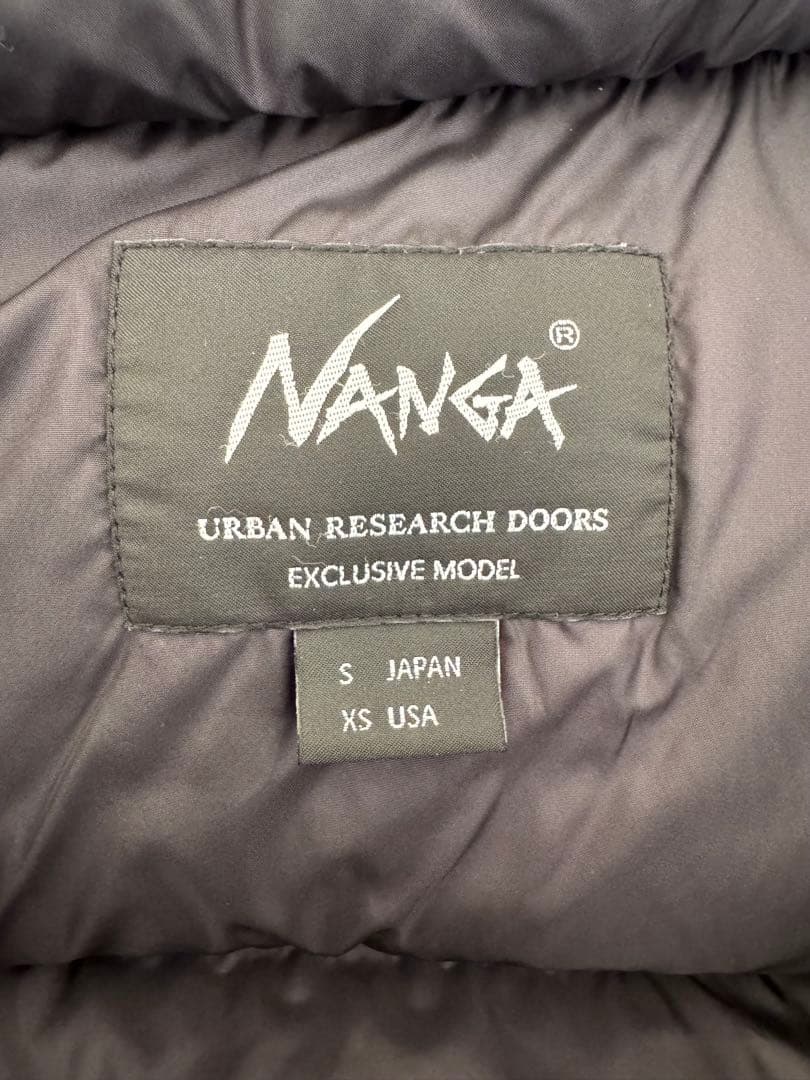 NANGA®
URBAN RESEARCH DOORS
EXCLUSIVE MODEL
S JAPAN
XS USA